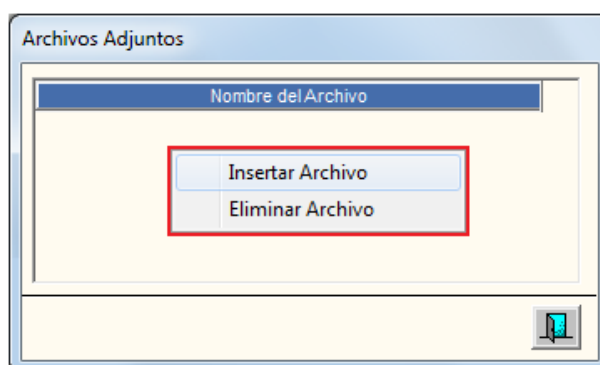 Archivos Adjuntos
Nombre del Archivo
Insertar Archivo
Eliminar Archivo